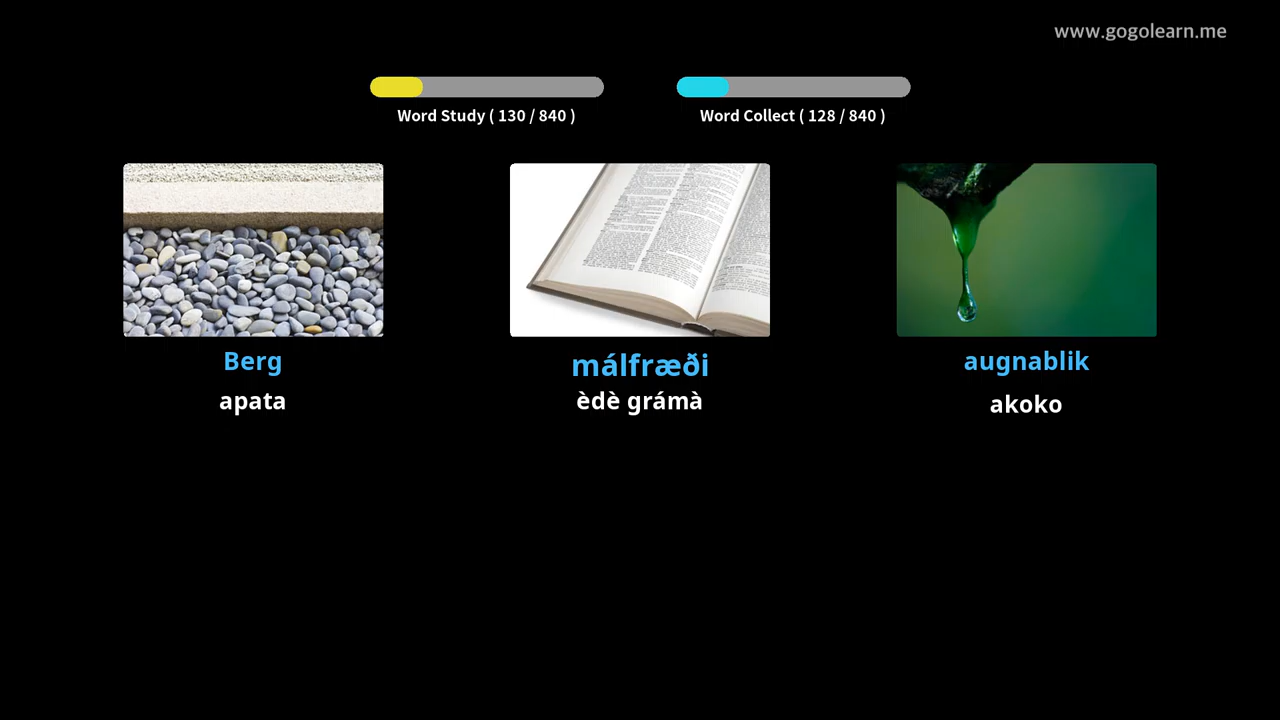 www.gogolearn.me
Word Study ( 130 / 840 )
Word Collect ( 128 / 840 )
Berg
apata
málfræði
èdè grámà
augnablik
akoko